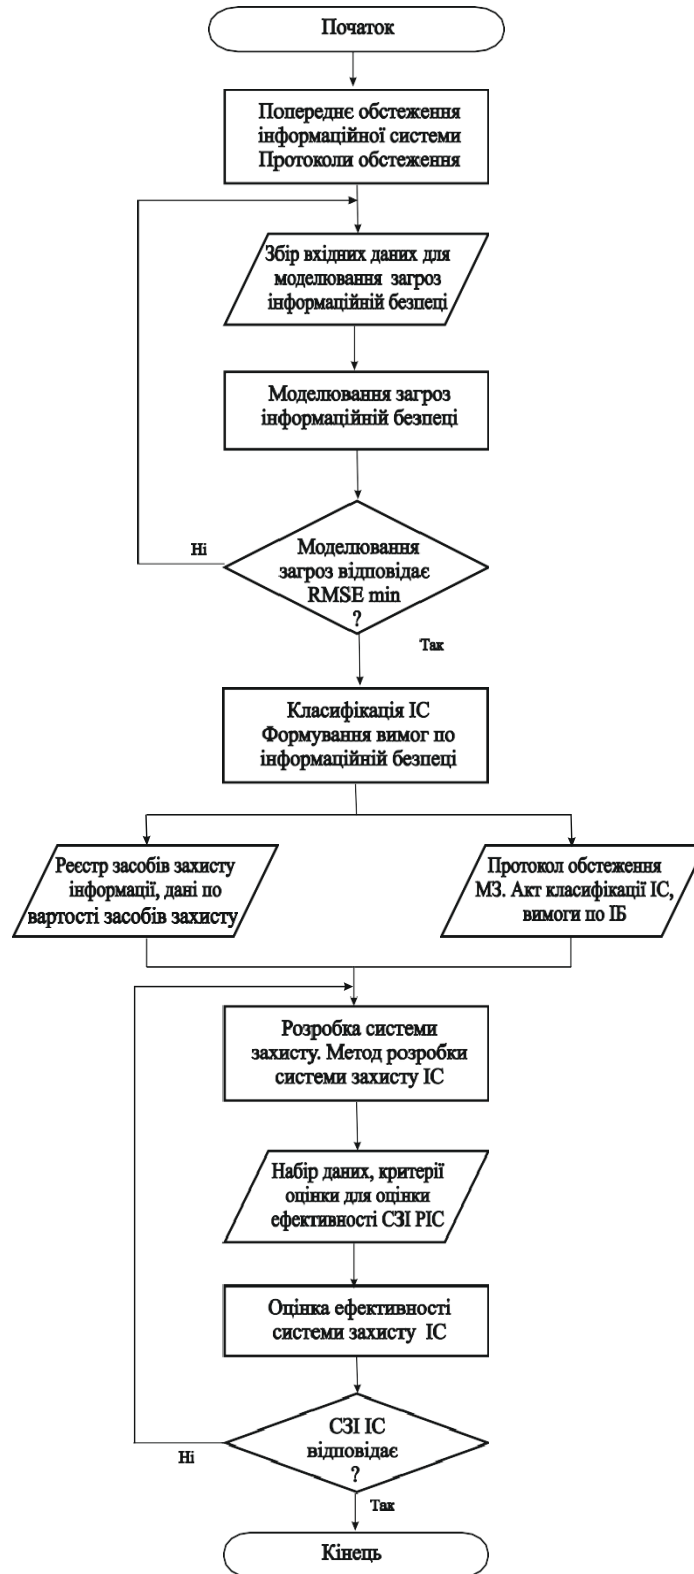 Початок
Попереднє обстеження
інформаційної системи
Протоколи обстеження
Збір вхідних даних для
моделювання загроз
інформаційній безпеці
Моделювання загроз
інформаційній безпеці
Ні
Моделювання
загроз відповідає
RMSE min
?
Так
Класифікація ІС
Формування вимог по
інформаційній безпеці
Реєстр засобів захисту
інформації, дані по
вартості засобів захисту
Протокол обстеження
МЗ. Акт класифікації ІС,
вимоги по ІБ
Розробка системи
захисту. Метод розробки
системи захисту ІС
Набір даних, критерії
оцінки для оцінки
ефективності СЗІ РІС
Оцінка ефективності
системи захисту ІС
СЗІ ІС
відповідає
?
Ні
Так
Кінець